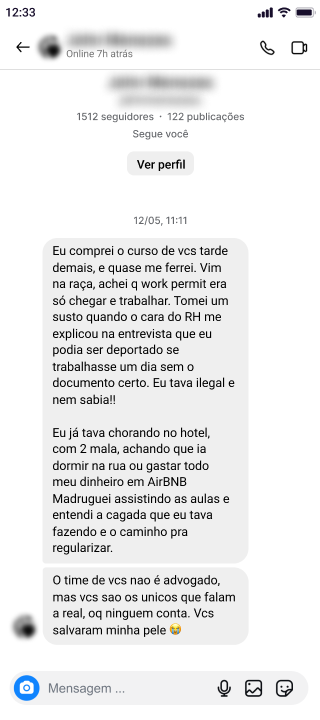 12:33
Online 7h atrás
1512 seguidores · 122 publicações
Segue você
Ver perfil
12/05, 11:11
Eu comprei o curso de vcs tarde
demais, e quase me ferrei. Vim
na raça, achei q work permit era
só chegar e trabalhar. Tomei um
susto quando o cara do RH me
explicou na entrevista que eu
podia ser deportado se
trabalhasse um dia sem o
documento certo. Eu tava ilegal e
nem sabia!!
Eu já tava chorando no hotel,
com 2 mala, achando que ia
dormir na rua ou gastar todo
meu dinheiro em AirBNB
Madruguei assistindo as aulas e
entendi a cagada que eu tava
fazendo e o caminho pra
regularizar.
O time de vcs nao é advogado,
mas vcs sao os unicos que falam
a real, oq ninguem conta. Vcs
salvaram minha pele 😭
Mensagem ...